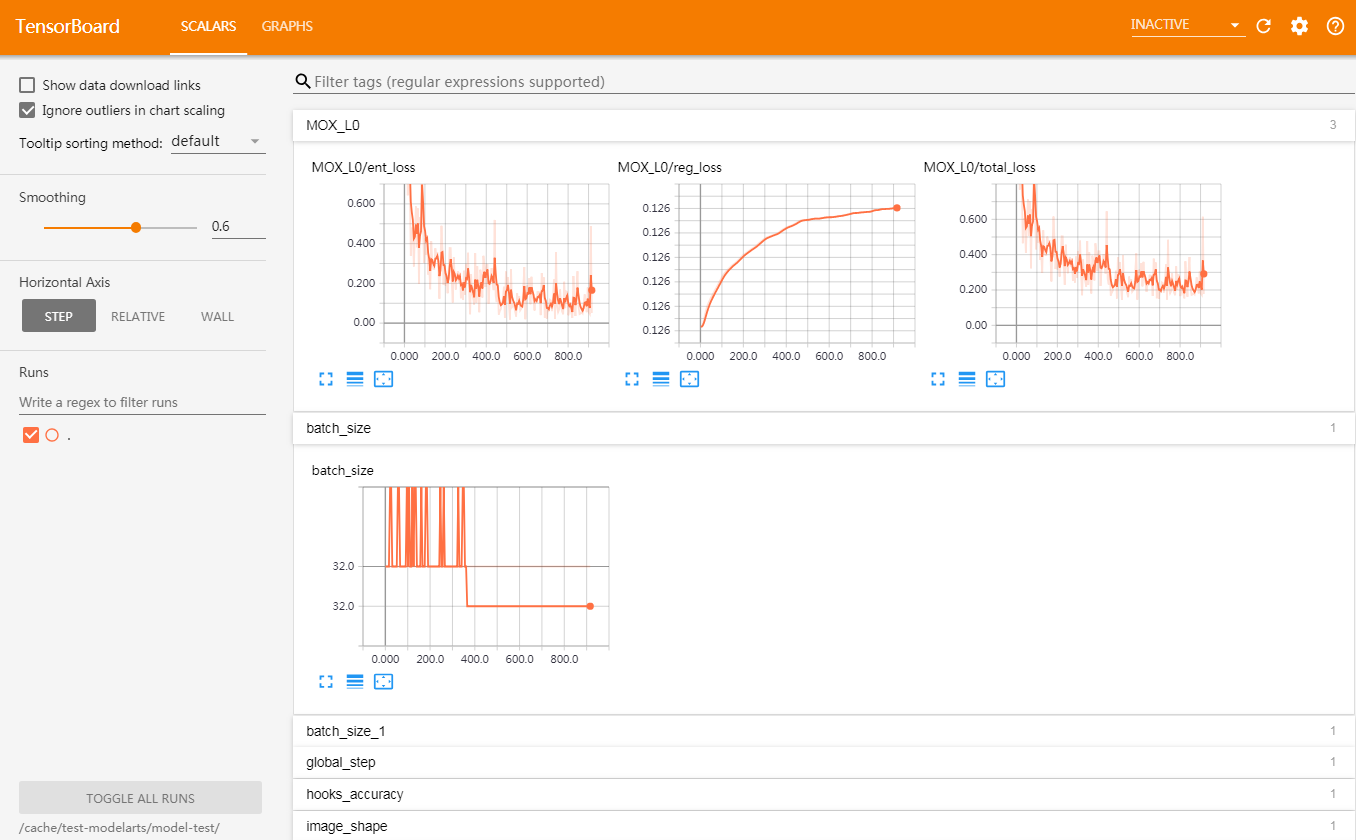 TensorBoard SCALARS GRAPHS INACTIVE
Show data download links
Ignore outliers in chart scaling
Tooltip sorting method: default
Smoothing
0.6
Horizontal Axis
STEP RELATIVE WALL
Runs
Write a regex to filter runs
.
TOGGLE ALL RUNS
/cache/test-modelarts/model-test/
Filter tags (regular expressions supported)
MOX_L0 3
MOX_L0/ent_loss
0.600
0.400
0.200
0.00
0.000 200.0 400.0 600.0 800.0
MOX_L0/reg_loss
0.126
0.126
0.126
0.126
0.126
0.126
0.000 200.0 400.0 600.0 800.0
MOX_L0/total_loss
0.600
0.400
0.200
0.00
0.000 200.0 400.0 600.0 800.0
batch_size 1
batch_size
32.0
32.0
0.000 200.0 400.0 600.0 800.0
batch_size_1 1
global_step 1
hooks_accuracy 1
image_shape 1